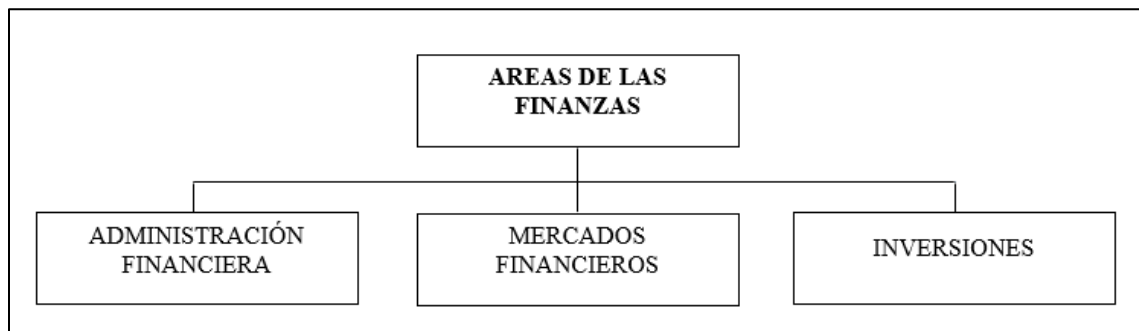 AREAS DE LAS
FINANZAS
ADMINISTRACIÓN
FINANCIERA
MERCADOS
FINANCIEROS
INVERSIONES